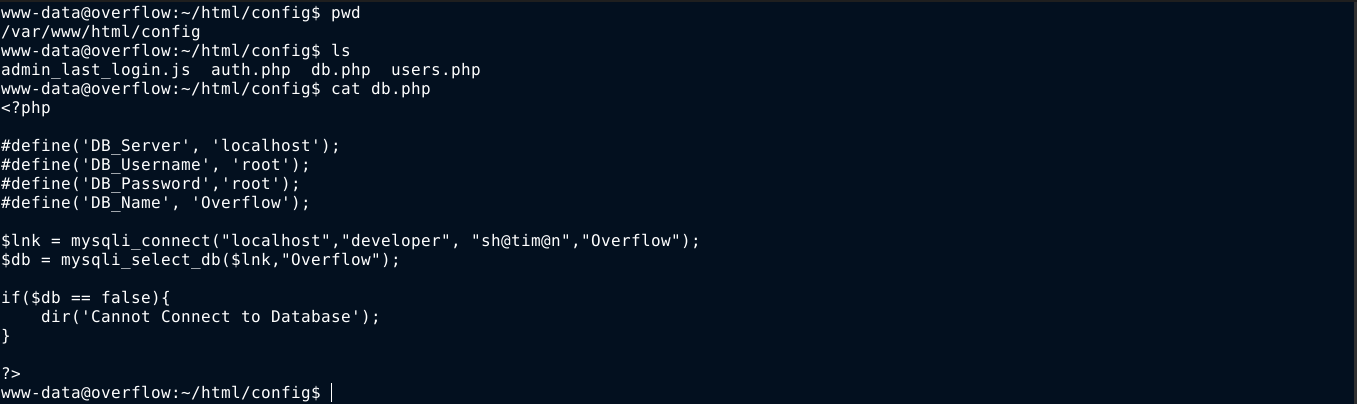 www-data@overflow:~/html/config$ pwd
/var/www/html/config
www-data@overflow:~/html/config$ ls
admin_last_login.js  auth.php  db.php  users.php
www-data@overflow:~/html/config$ cat db.php
<?php
#define('DB_Server', 'localhost');
#define('DB_Username', 'root');
#define('DB_Password','root');
#define('DB_Name', 'Overflow');
$lnk = mysqli_connect("localhost","developer", "sh@tim@n","Overflow");
$db = mysqli_select_db($lnk,"Overflow");
if($db == false){
    dir('Cannot Connect to Database');
}
?>
www-data@overflow:~/html/config$